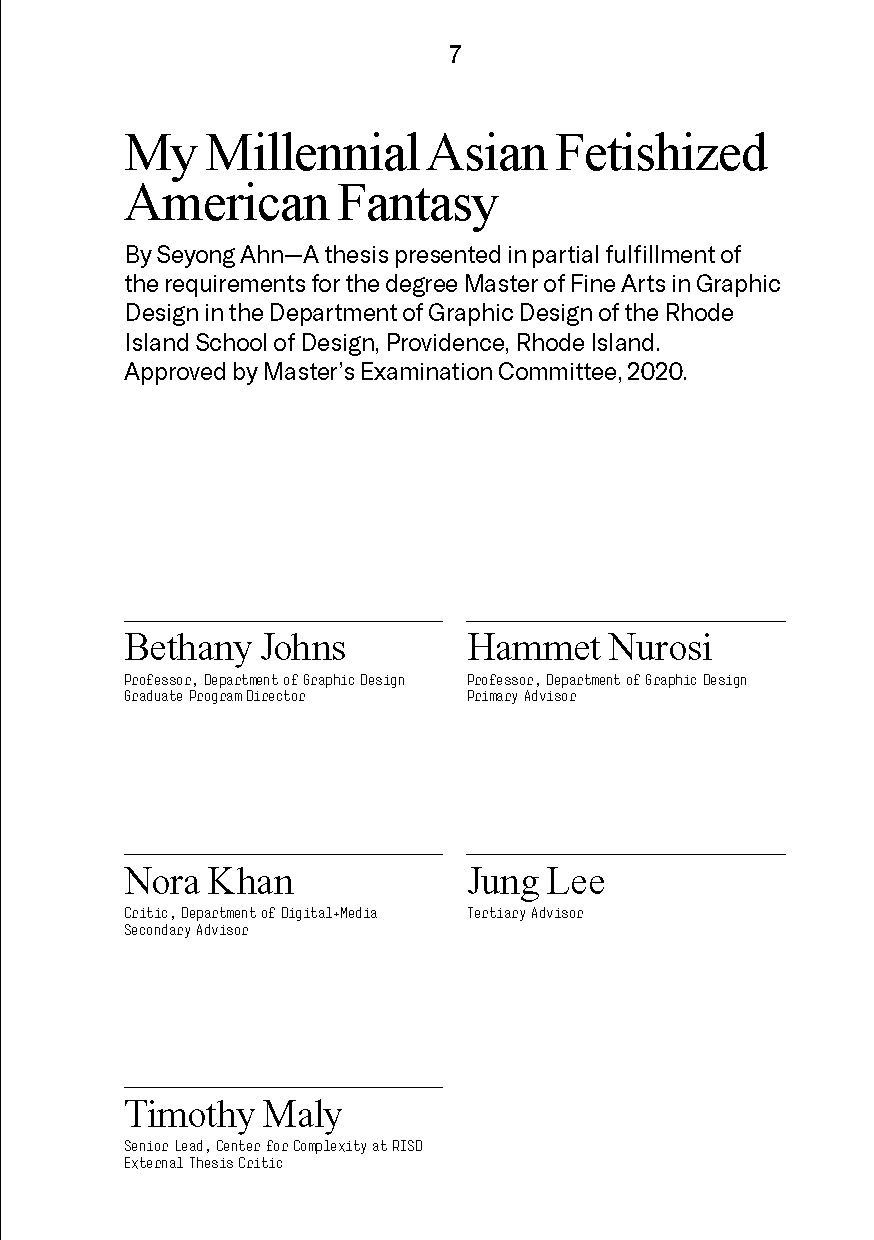 7
My Millennial Asian Fetishized
American Fantasy
By Seyong Ahn—A thesis presented in partial fulfillment of
the requirements for the degree Master of Fine Arts in Graphic
Design in the Department of Graphic Design of the Rhode
Island School of Design, Providence, Rhode Island.
Approved by Master’s Examination Committee, 2020.
Bethany Johns
Professor, Department of Graphic Design
Graduate Program Director
Hammet Nurosi
Professor, Department of Graphic Design
Primary Advisor
Nora Khan
Critic, Department of Digital+Media
Secondary Advisor
Jung Lee
Tertiary Advisor
Timothy Maly
Senior Lead, Center for Complexity at RISD
External Thesis Critic